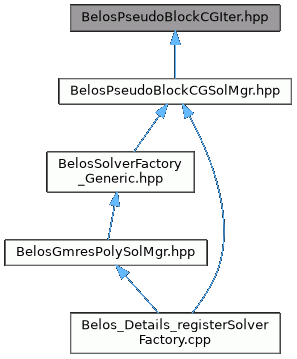 BelosPseudoBlockCGIter.hpp
BelosPseudoBlockCGSolMgr.hpp
BelosSolverFactory
_Generic.hpp
BelosGmresPolySolMgr.hpp
Belos_Details_registerSolver
Factory.cpp